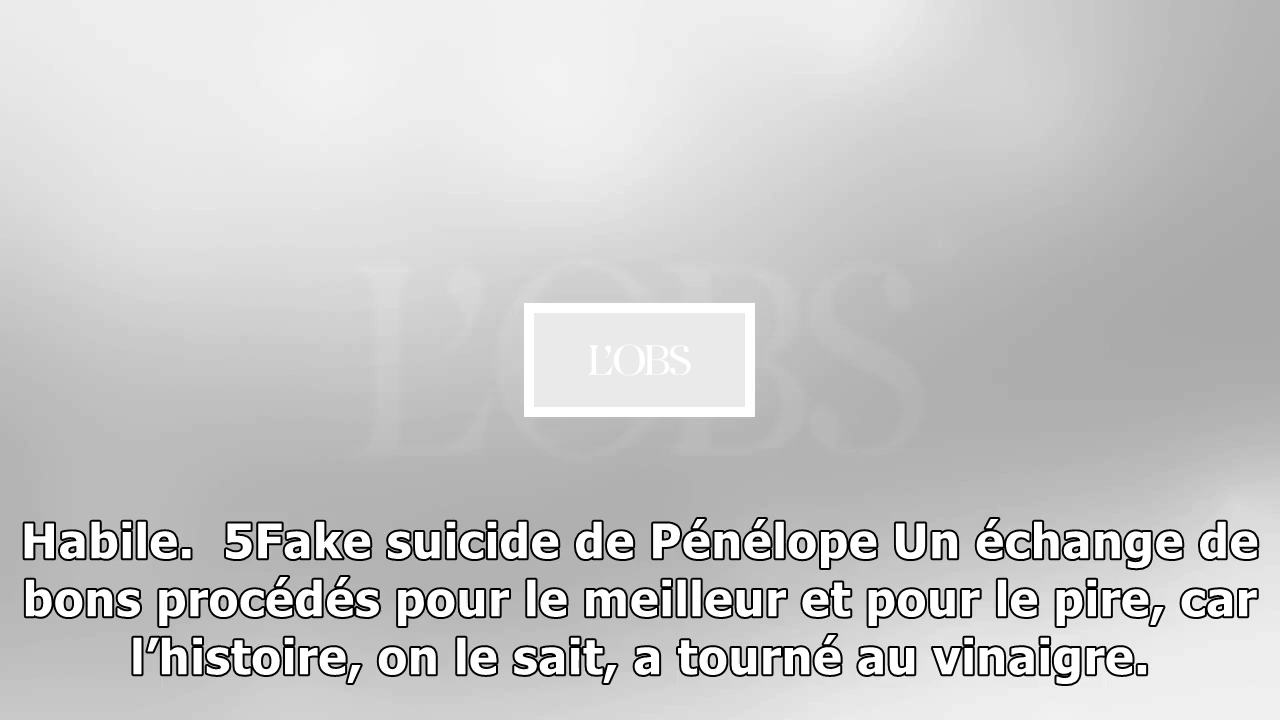 L'OBS
L'OBS
Habile.  5Fake suicide de Pénélope Un échange de
bons procédés pour le meilleur et pour le pire, car
l’histoire, on le sait, a tourné au vinaigre.